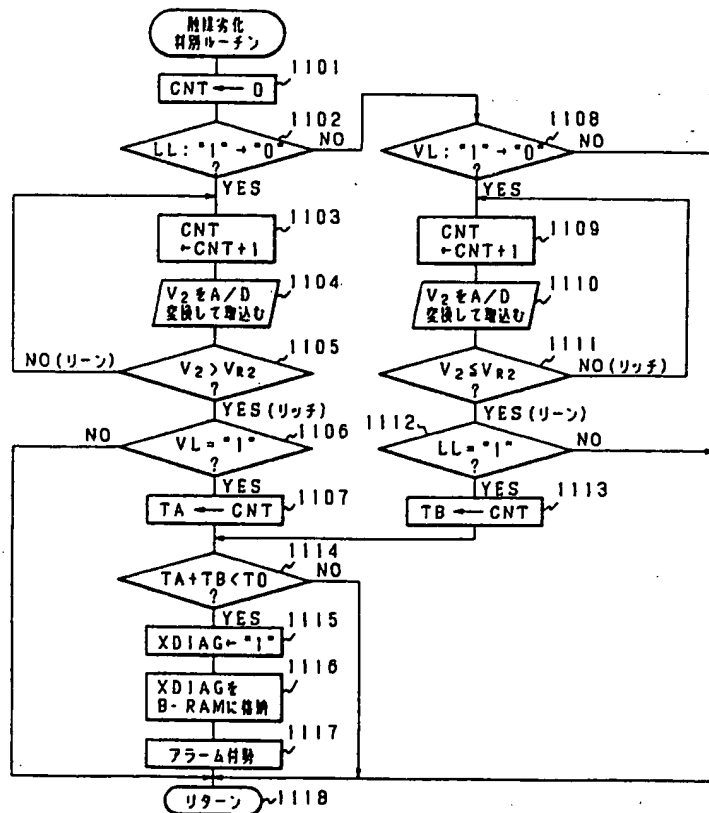 触媒劣化
判別ルーチン
1101
CNT ← 0
1102
LL: "1" → "0"
?
NO
YES
1103
CNT
←CNT+1
1104
V2をA/D
変換して取込む
1105
V2 > VR2
?
NO (リーン)
YES (リッチ)
1106
VL = "1"
?
NO
YES
1107
TA ← CNT
1108
VL: "1" → "0"
?
NO
YES
1109
CNT
←CNT+1
1110
V2をA/D
変換して取込む
1111
V2 ≦ VR2
?
NO (リッチ)
YES (リーン)
1112
LL = "1"
?
NO
YES
1113
TB ← CNT
1114
TA+TB<T0
?
NO
YES
1115
XDIAG←"1"
1116
XDIAGを
B-RAMに格納
1117
アラーム付勢
リターン
1118